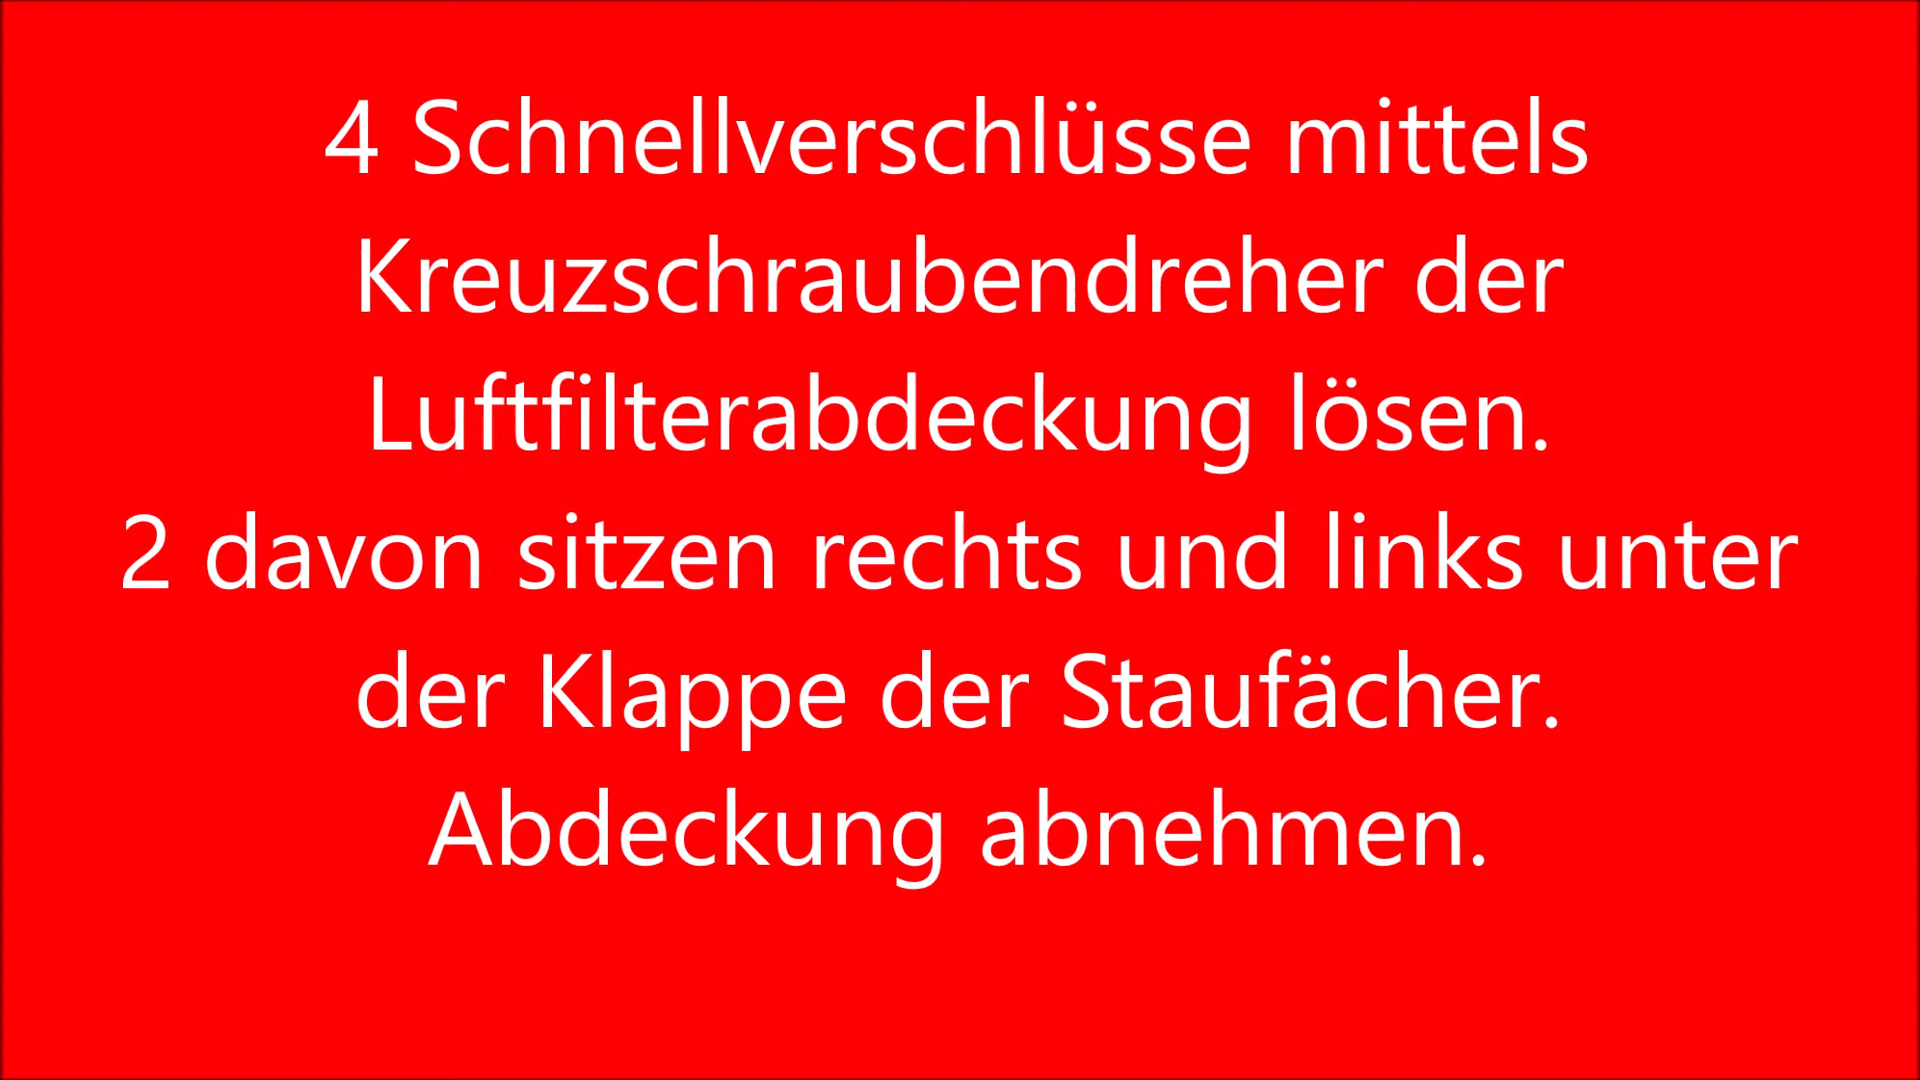 4 Schnellverschlüsse mittels
Kreuzschraubendreher der
Luftfilterabdeckung lösen.
2 davon sitzen rechts und links unter
der Klappe der Staufächer.
Abdeckung abnehmen.